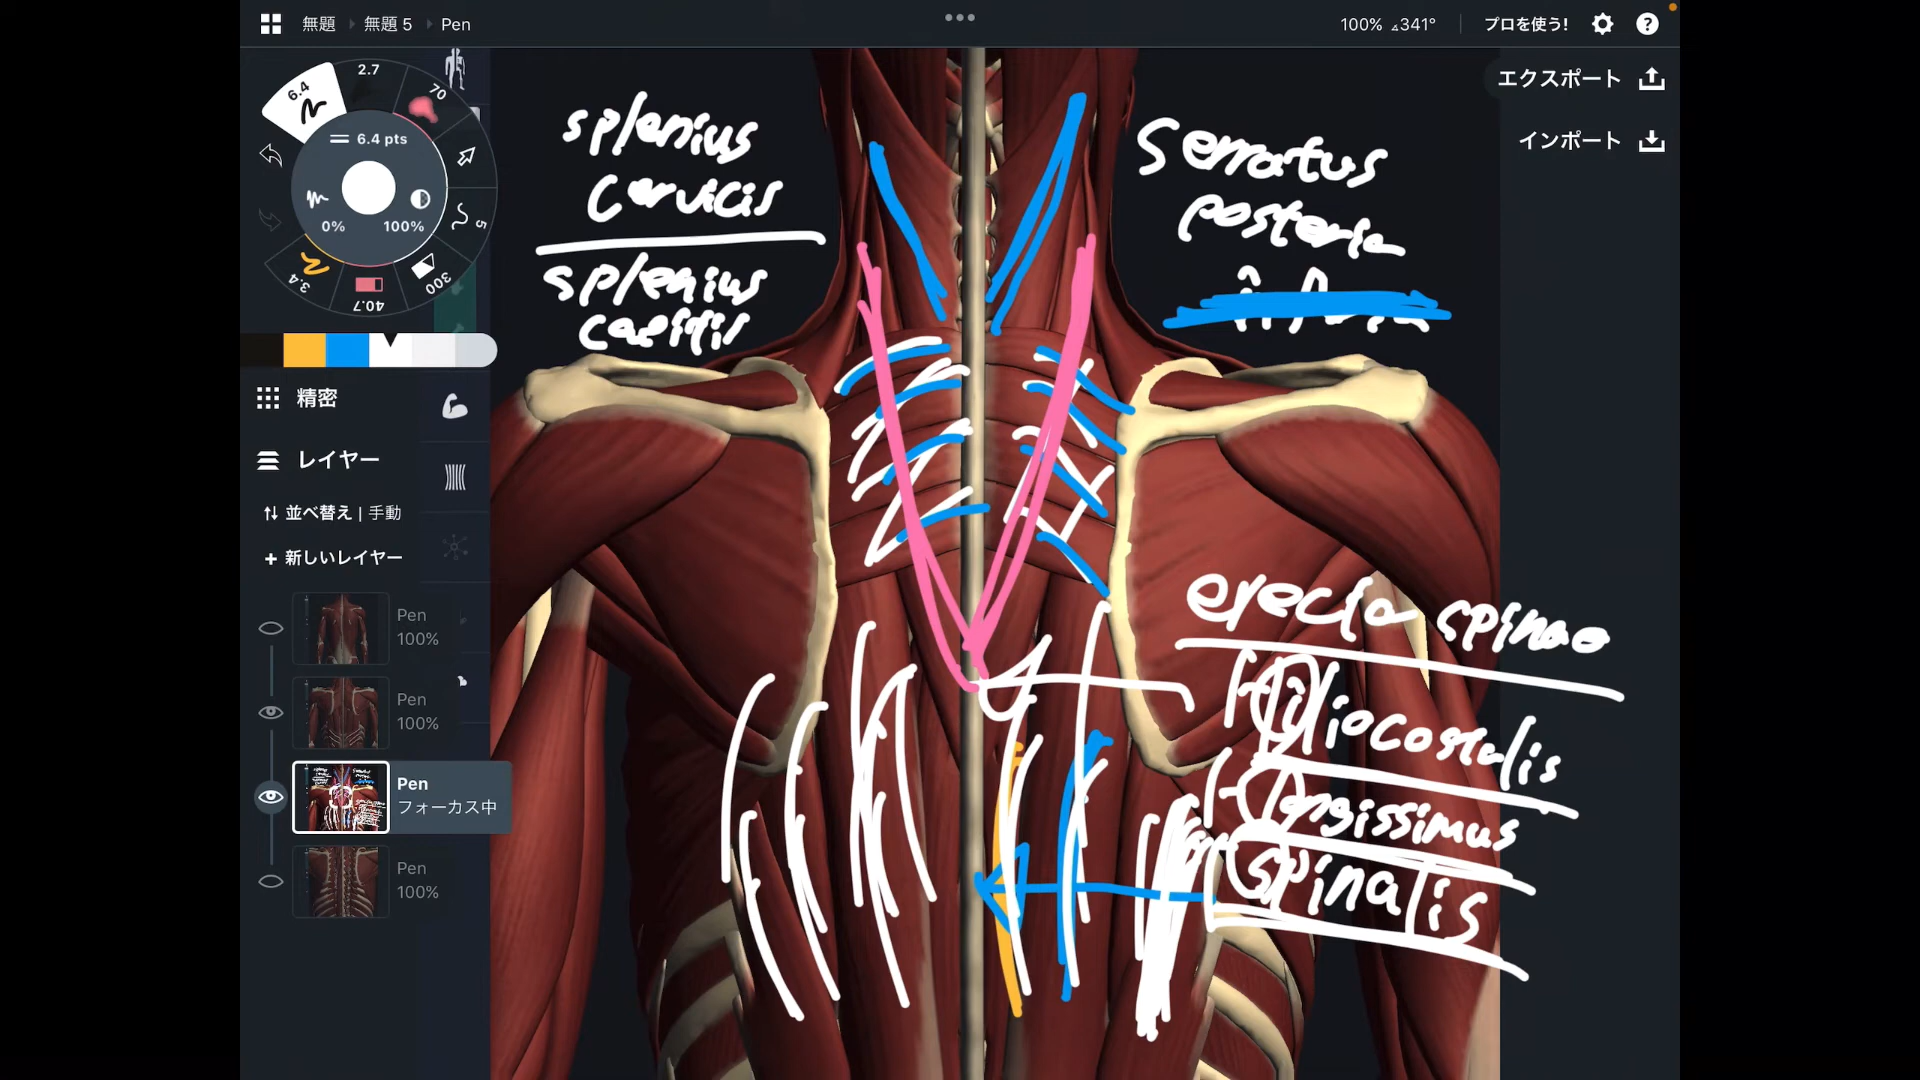 無題 無題 5 Pen
100% 341°
プロを使う!
エクスポート
インポート
2.7
6.4
70
6.4 pts
0% 100%
5
3.4
40.7
300
精密
レイヤー
並べ替え | 手動
+ 新しいレイヤー
Pen
100%
Pen
100%
Pen
フォーカス中
Pen
100%
splenius
cervicis
splenius
capitis
Serratus
posterior
erecta spinae
iliocostalis
longissimus
spinalis